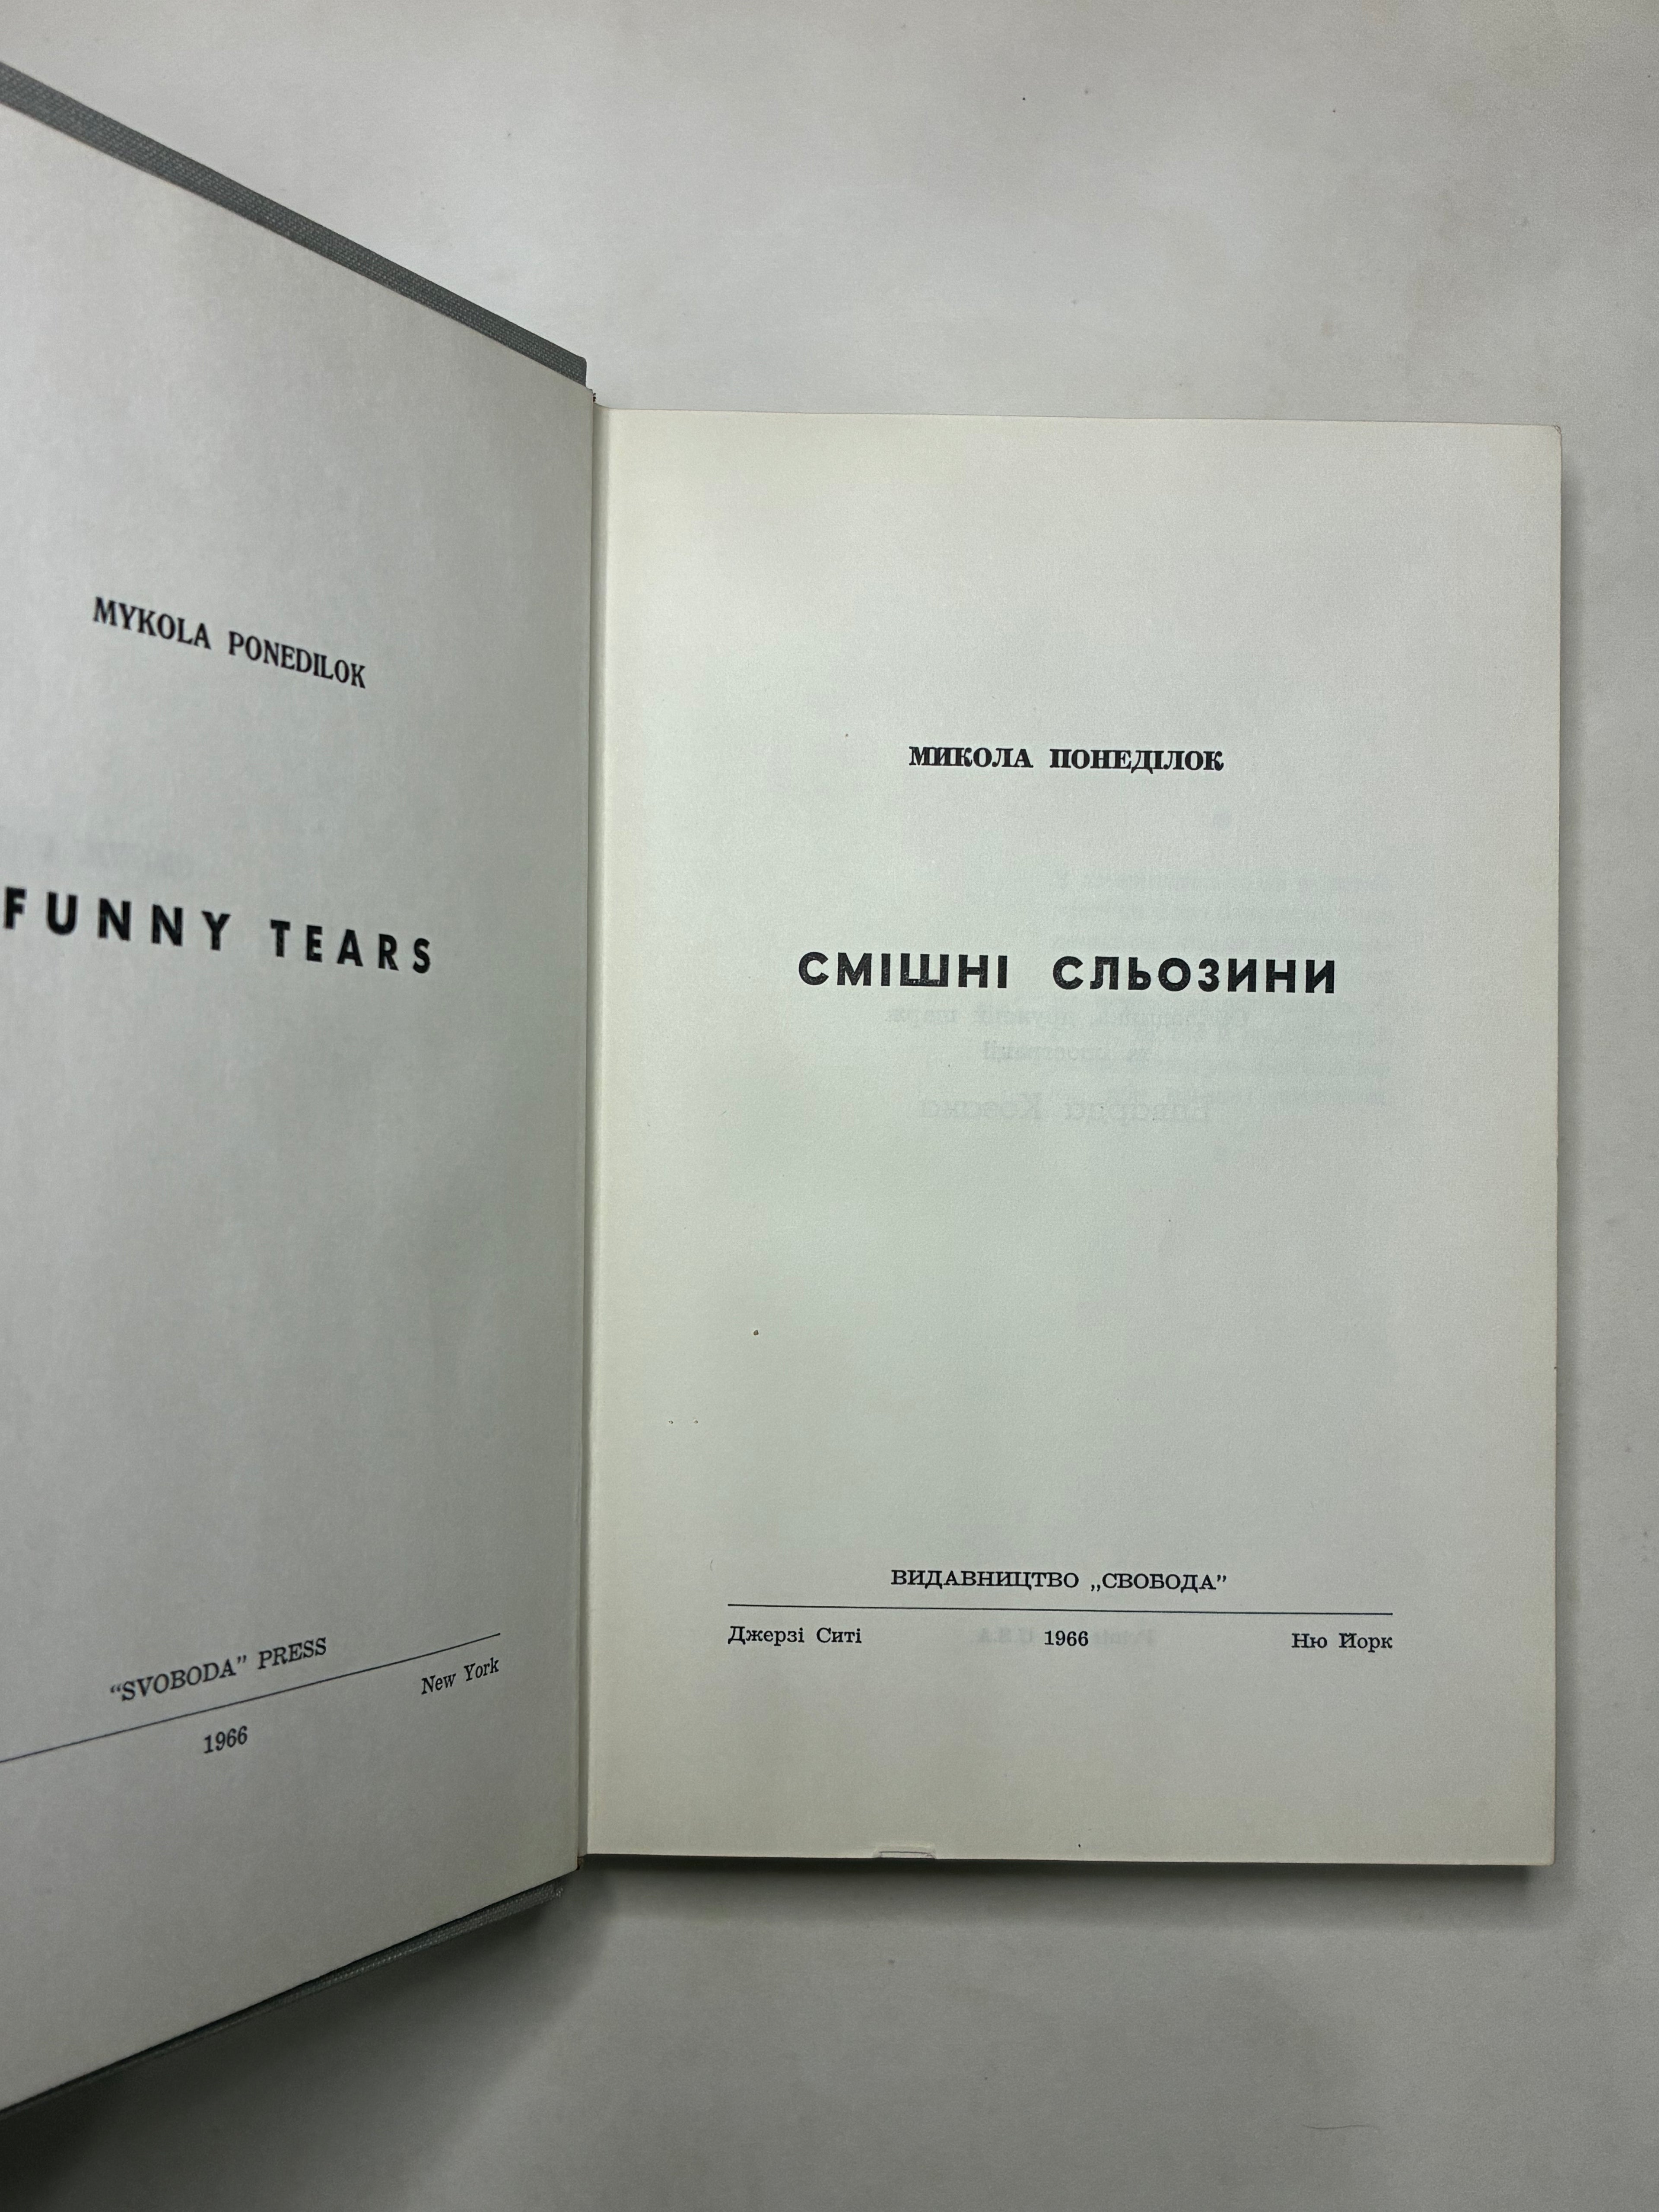 MYKOLA PONEDILOK
FUNNY TEARS
“SVOBODA” PRESS
1966 New York
МИКОЛА ПОНЕДІЛОК
СМІШНІ СЛЬОЗИНИ
ВИДАВНИЦТВО „СВОБОДА”
Джерзі Ситі 1966 Ню Йорк